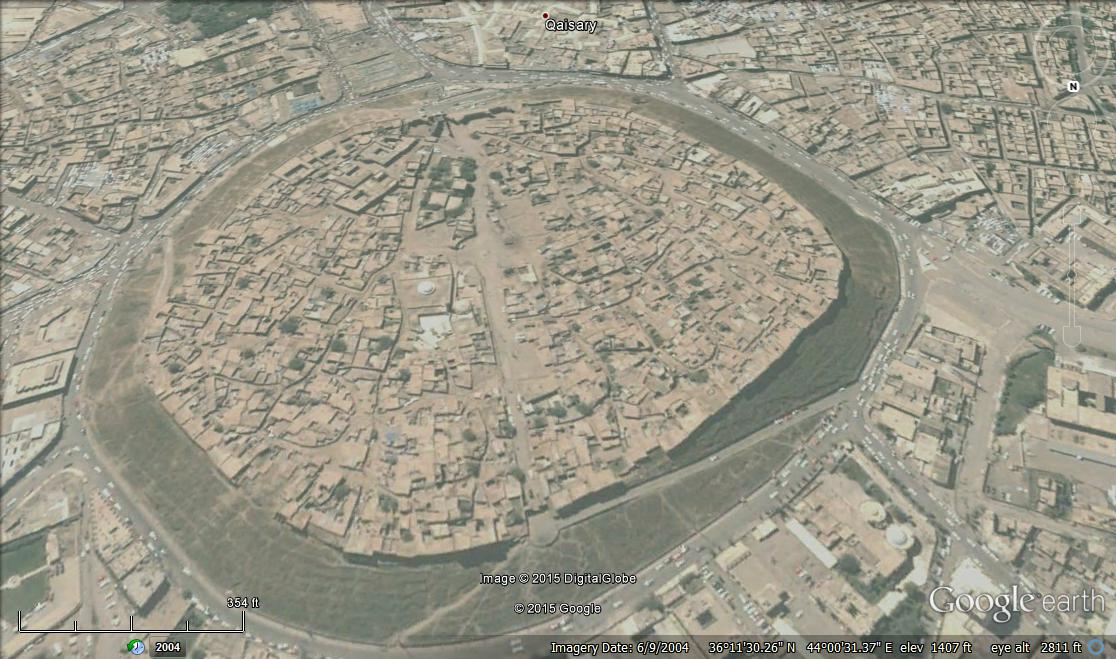 Qaisary
N
Image © 2015 DigitalGlobe
© 2015 Google
Google earth
354 ft
2004
Imagery Date: 6/9/2004 36°11'30.26" N 44°00'31.37" E elev 1407 ft eye alt 2811 ft